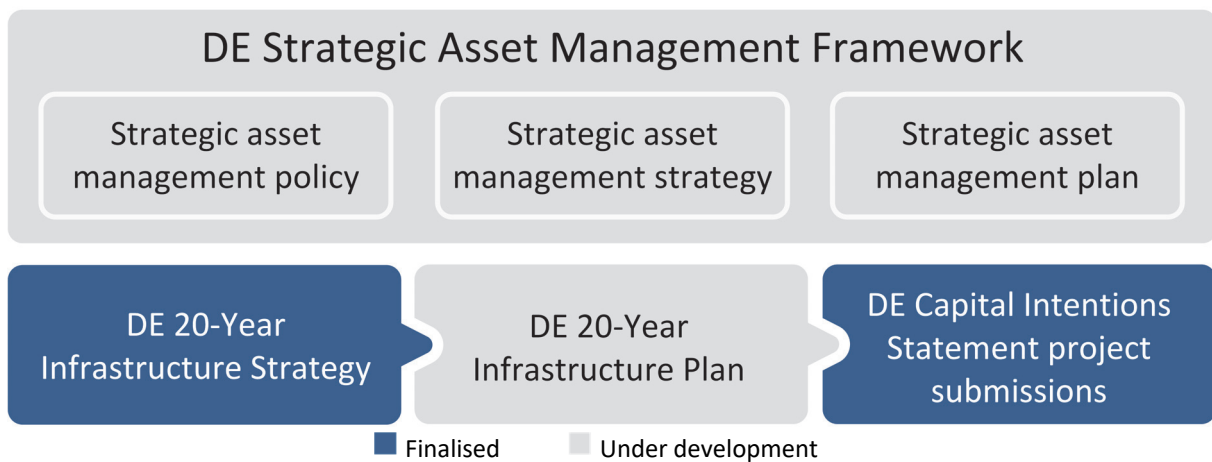 DE Strategic Asset Management Framework
Strategic asset
management policy
Strategic asset
management strategy
Strategic asset
management plan
DE 20-Year
Infrastructure Strategy
DE 20-Year
Infrastructure Plan
DE Capital Intentions
Statement project
submissions
Finalised
Under development